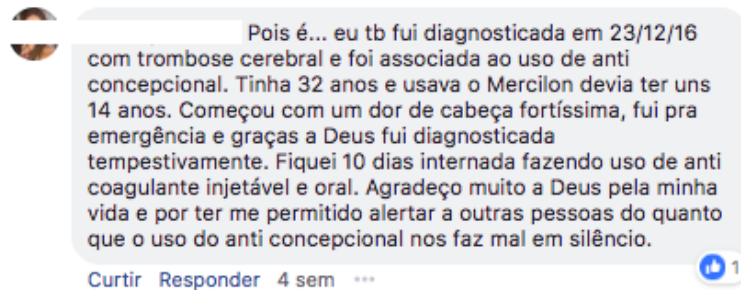 Pois é... eu tb fui diagnosticada em 23/12/16
com trombose cerebral e foi associada ao uso de anti
concepcional. Tinha 32 anos e usava o Mercilon devia ter uns
14 anos. Começou com um dor de cabeça fortíssima, fui pra
emergência e graças a Deus fui diagnosticada
tempestivamente. Fiquei 10 dias internada fazendo uso de anti
coagulante injetável e oral. Agradeço muito a Deus pela minha
vida e por ter me permitido alertar a outras pessoas do quanto
que o uso do anti concepcional nos faz mal em silêncio.
1
Curtir Responder 4 sem ···